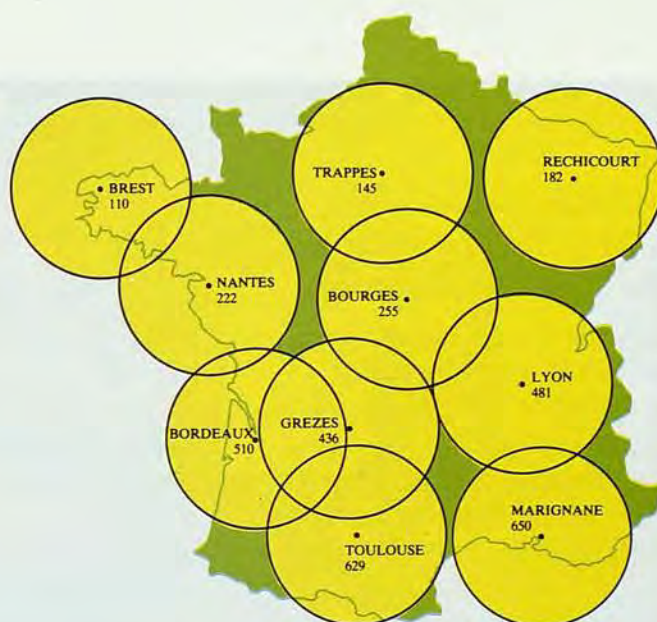 TRAPPES
145
RECHICOURT
182
BREST
110
NANTES
222
BOURGES
255
LYON
481
GREZES
436
BORDEAUX
510
MARIGNANE
650
TOULOUSE
629